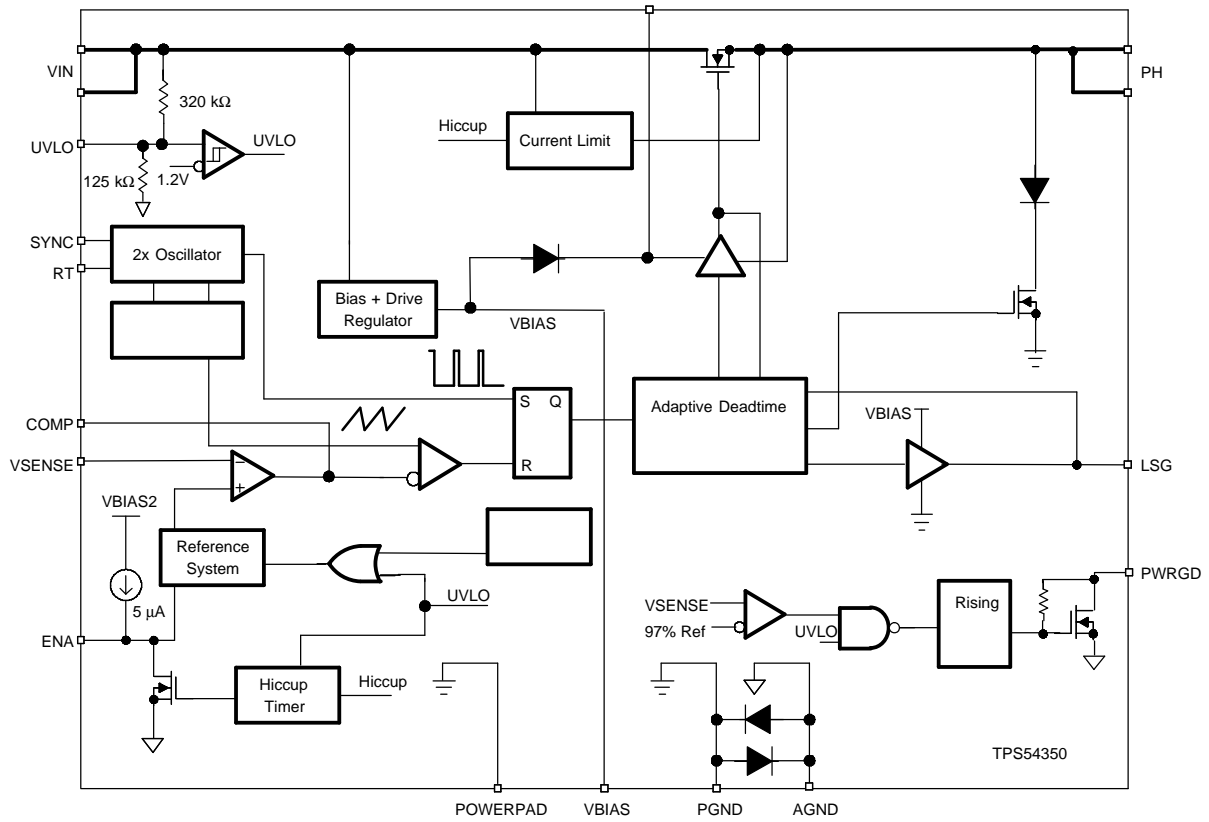 VIN
PH
320 kΩ
Hiccup
Current Limit
UVLO
UVLO
125 kΩ
1.2V
SYNC
2x Oscillator
RT
Bias + Drive
Regulator
VBIAS
S Q
Adaptive Deadtime
VBIAS
COMP
VSENSE
−
+
R
LSG
VBIAS2
Reference
System
PWRGD
5 μA
UVLO
VSENSE
Rising
97% Ref
UVLO
ENA
Hiccup
Timer
Hiccup
TPS54350
POWERPAD
VBIAS
PGND
AGND